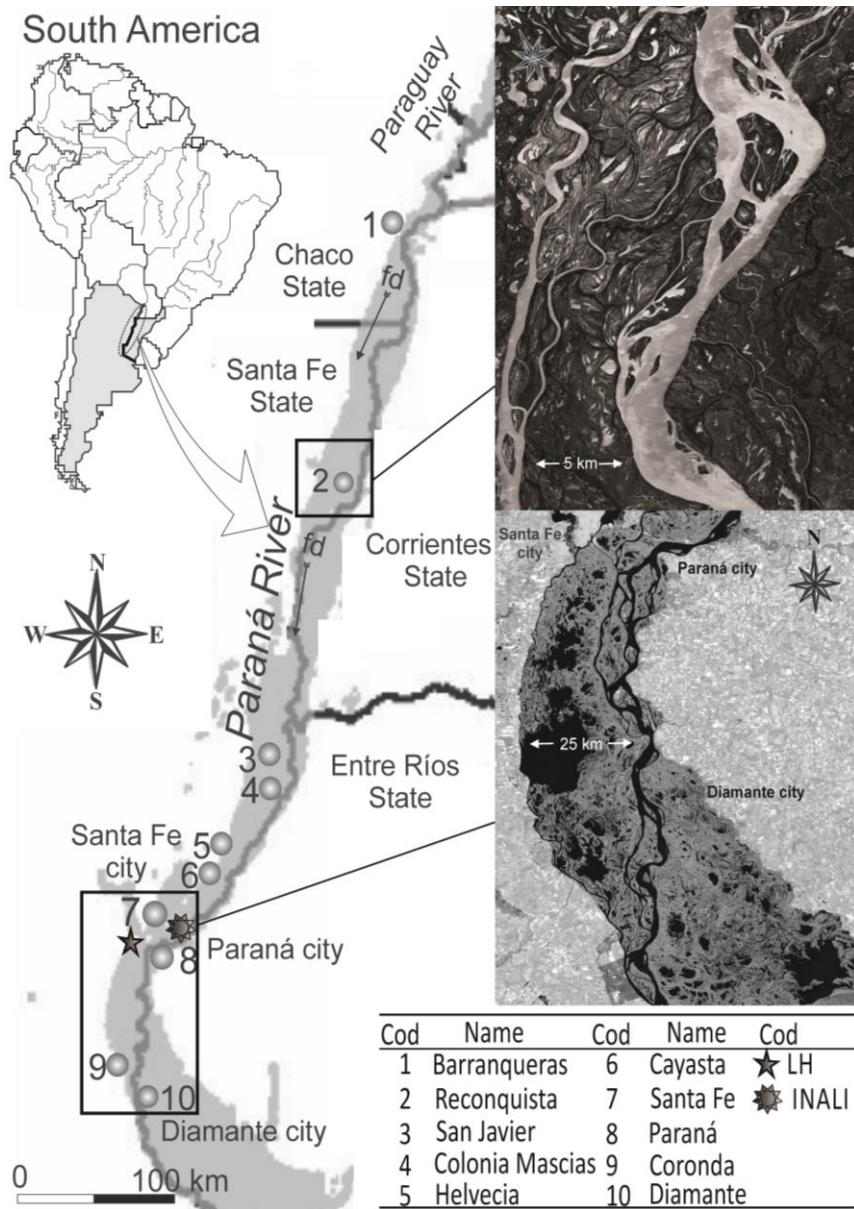 South America
Paraguay
River
1
Chaco
State
fd
Santa Fe
State
2
Corrientes
State
fd
Paraná River
N
W E
S
3
4
Entre Ríos
State
Santa Fe
city
5
6
7
8
Paraná city
9
10
Diamante city
0 100 km
N
5 km
Santa Fe
city
Paraná city
N
25 km
Diamante city
Cod Name Cod Name Cod
1 Barranqueras 6 Cayasta LH
2 Reconquista 7 Santa Fe INALI
3 San Javier 8 Paraná
4 Colonia Mascias 9 Coronda
5 Helvecia 10 Diamante